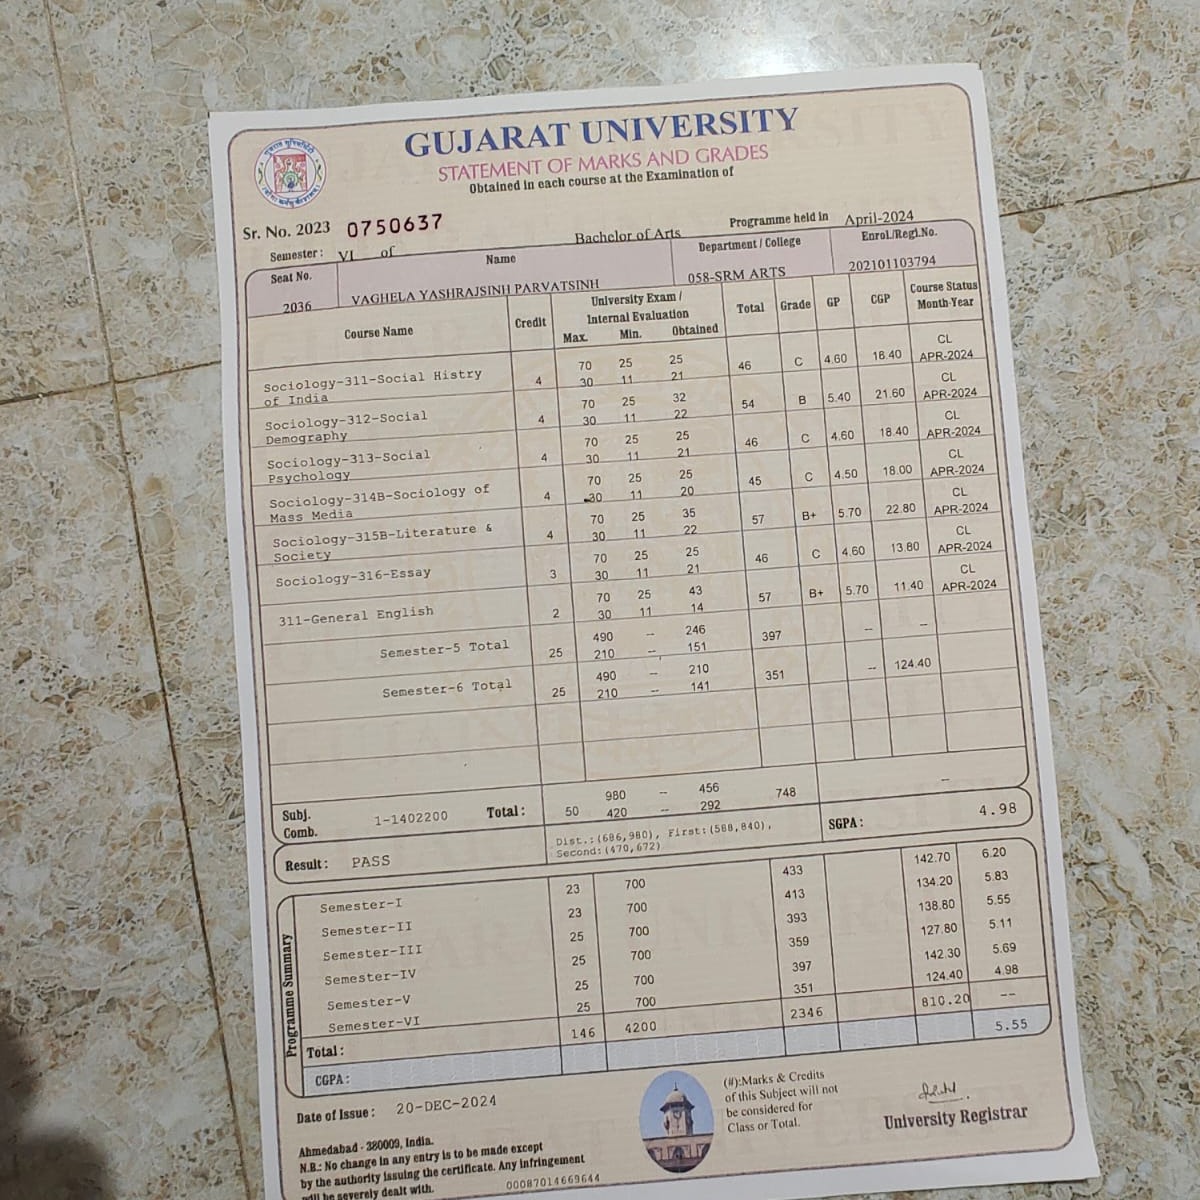 GUJARAT UNIVERSITY
STATEMENT OF MARKS AND GRADES
Obtained in each course at the Examination of
Sr. No. 2023 0750637
Semester : VI of Bachelor of Arts Programme held in April-2024
Seat No. Name Department / College Enrol./Regl.No.
2036 VAGHELA YASHRAJSINH PARVATSINH 058-SRM ARTS 202101103794
Course Name Credit University Exam / Internal Evaluation Total Grade GP CGP Course Status Month-Year
Max. Min. Obtained
Sociology-311-Social Histry 4 70 25 25 46 C 4.60 18.40 CL
of India 30 11 21 APR-2024
Sociology-312-Social 4 70 25 32 54 B 5.40 21.60 CL
Demography 30 11 22 APR-2024
Sociology-313-Social 4 70 25 25 46 C 4.60 18.40 CL
Psychology 30 11 21 APR-2024
Sociology-314B-Sociology of 4 70 25 25 45 C 4.50 18.00 CL
Mass Media 30 11 20 APR-2024
Sociology-315B-Literature & 4 70 25 35 57 B+ 5.70 22.80 CL
Society 30 11 22 APR-2024
Sociology-316-Essay 3 70 25 25 46 C 4.60 13.80 CL
30 11 21 APR-2024
311-General English 2 70 25 43 57 B+ 5.70 11.40 CL
30 11 14 APR-2024
Semester-5 Total 25 490 -- 246 397 -- --
210 -- 151
Semester-6 Total 25 490 -- 210 351 -- 124.40
210 -- 141
Subj. Comb. 1-1402200 Total : 50 980 -- 456 748 --
420 -- 292
Result : PASS Dist.:(686,980), First:(588,840), SGPA : 4.98
Second:(470,672)
Programme Summary
Semester-I 23 700 433 142.70 6.20
Semester-II 23 700 413 134.20 5.83
Semester-III 25 700 393 138.80 5.55
Semester-IV 25 700 359 127.80 5.11
Semester-V 25 700 397 142.30 5.69
Semester-VI 25 700 351 124.40 4.98
Total : 146 4200 2346 810.20 --
CGPA : 5.55
Date of Issue : 20-DEC-2024
(#):Marks & Credits
of this Subject will not
be considered for
Class or Total.
University Registrar
Ahmedabad - 380009, India.
N.B.: No change in any entry is to be made except
by the authority issuing the certificate. Any infringement
will be severely dealt with. 00087014669644